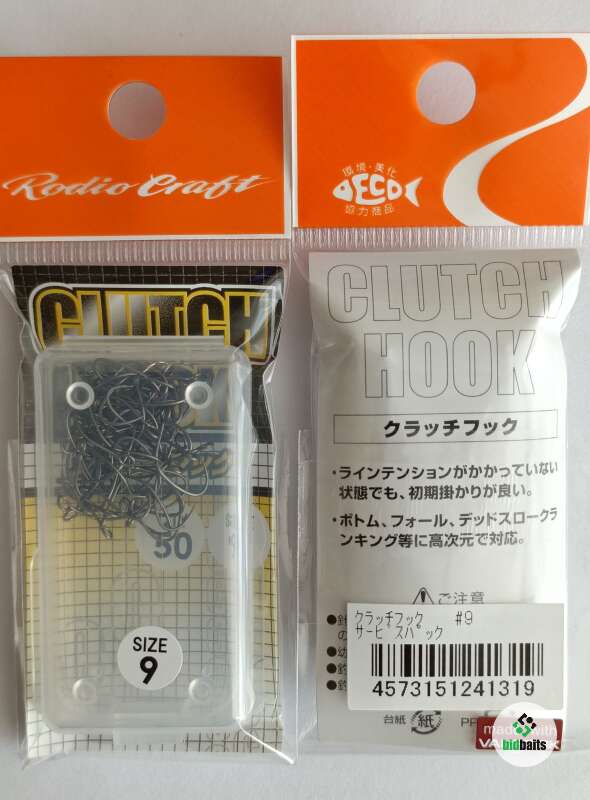 Rodio Craft
CLUTCH
50
SIZE
9
環境・美化
ECO
協力商品
CLUTCH
HOOK
クラッチフック
・ラインテンションがかかっていない
状態でも、初期掛かりが良い。
・ボトム、フォール、デッドスロークラ
ンキング等に高次元で対応。
ご注意
クラッチフック #9
サービスパック
4573151241319
台紙 紙 PP
made with
VA
bidbaits